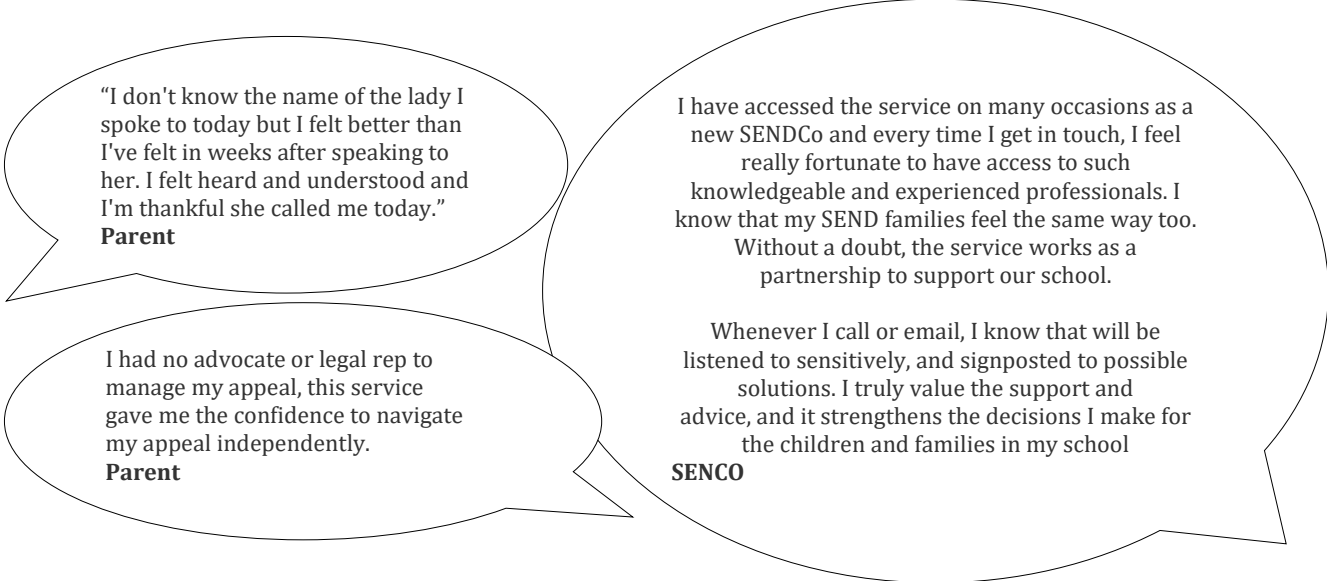 “I don't know the name of the lady I
spoke to today but I felt better than
I've felt in weeks after speaking to
her. I felt heard and understood and
I'm thankful she called me today.”
Parent
I had no advocate or legal rep to
manage my appeal, this service
gave me the confidence to navigate
my appeal independently.
Parent
I have accessed the service on many occasions as a
new SENDCo and every time I get in touch, I feel
really fortunate to have access to such
knowledgeable and experienced professionals. I
know that my SEND families feel the same way too.
Without a doubt, the service works as a
partnership to support our school.
Whenever I call or email, I know that will be
listened to sensitively, and signposted to possible
solutions. I truly value the support and
advice, and it strengthens the decisions I make for
the children and families in my school
SENCO